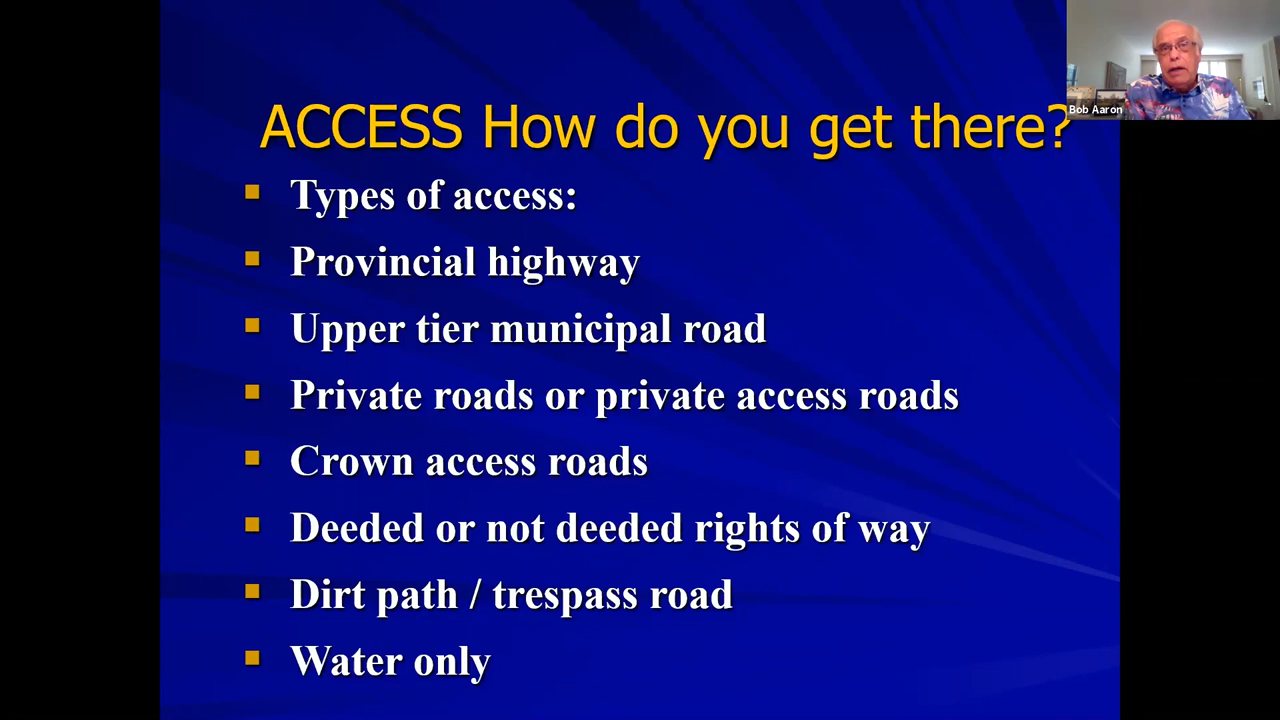 ACCESS How do you get there?
Types of access:
Provincial highway
Upper tier municipal road
Private roads or private access roads
Crown access roads
Deeded or not deeded rights of way
Dirt path / trespass road
Water only
Bob Aaron